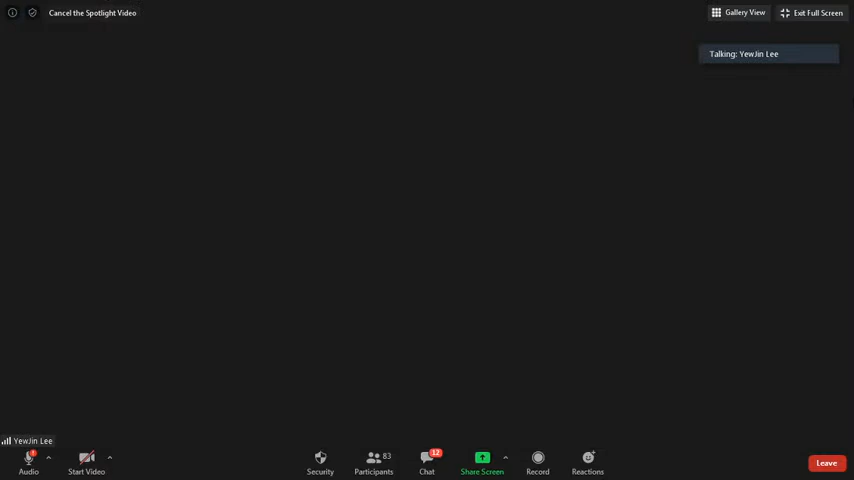 Cancel the Spotlight Video
Gallery View
Exit Full Screen
Talking: YewJin Lee
YewJin Lee
83
12
Audio
Start Video
Security
Participants
Chat
Share Screen
Record
Reactions
Leave